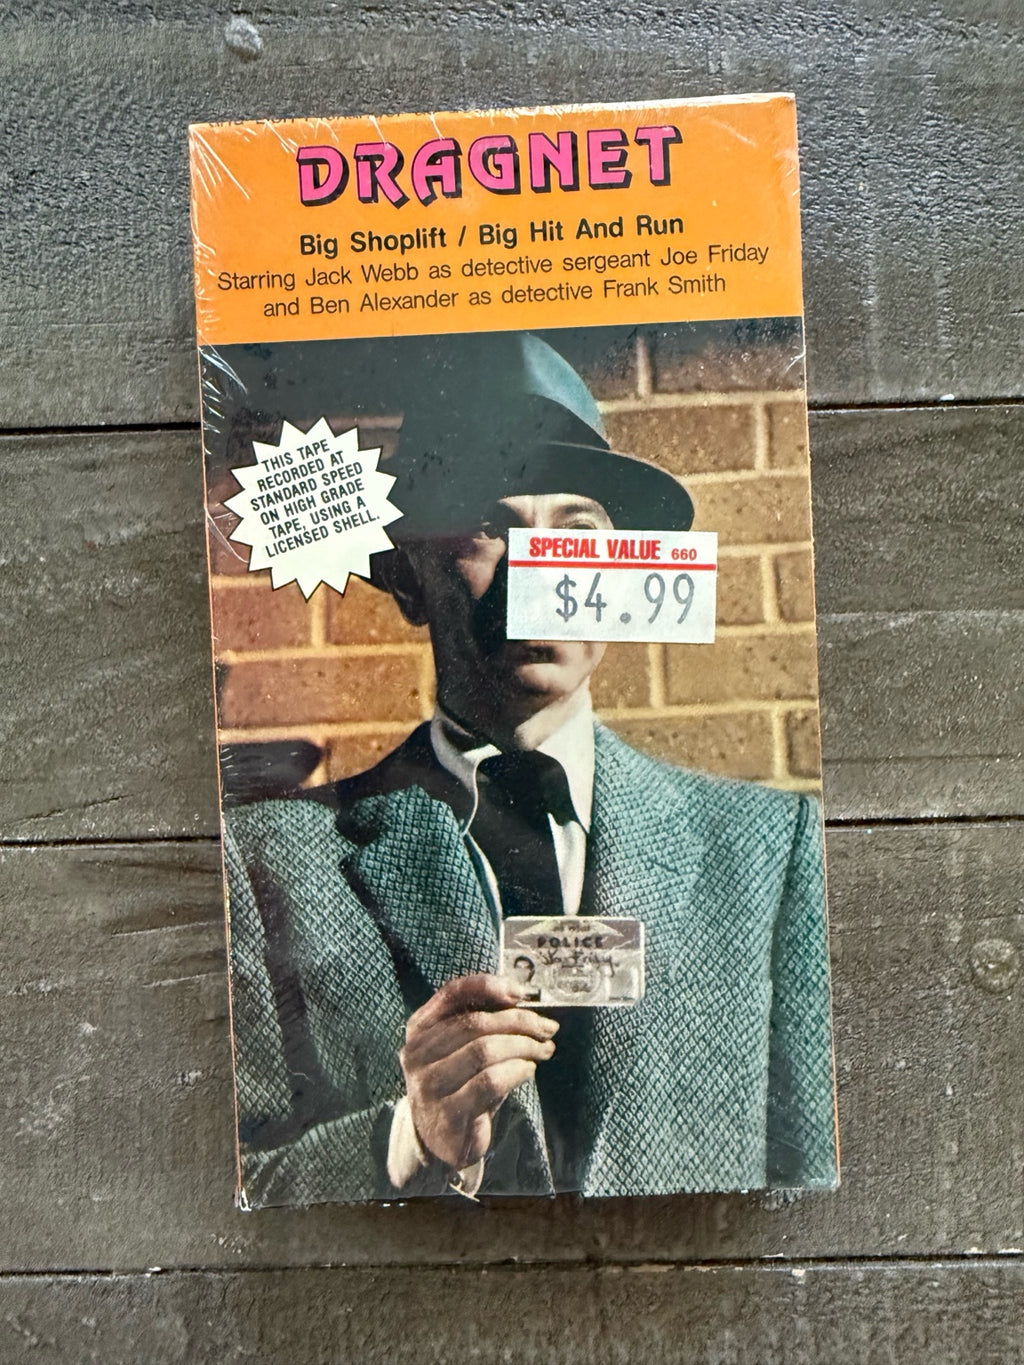 DRAGNET
Big Shoplift / Big Hit And Run
Starring Jack Webb as detective sergeant Joe Friday
and Ben Alexander as detective Frank Smith
THIS TAPE
RECORDED AT
STANDARD SPEED
ON HIGH GRADE
TAPE, USING A
LICENSED SHELL.
SPECIAL VALUE 660
$4.99
POLICE